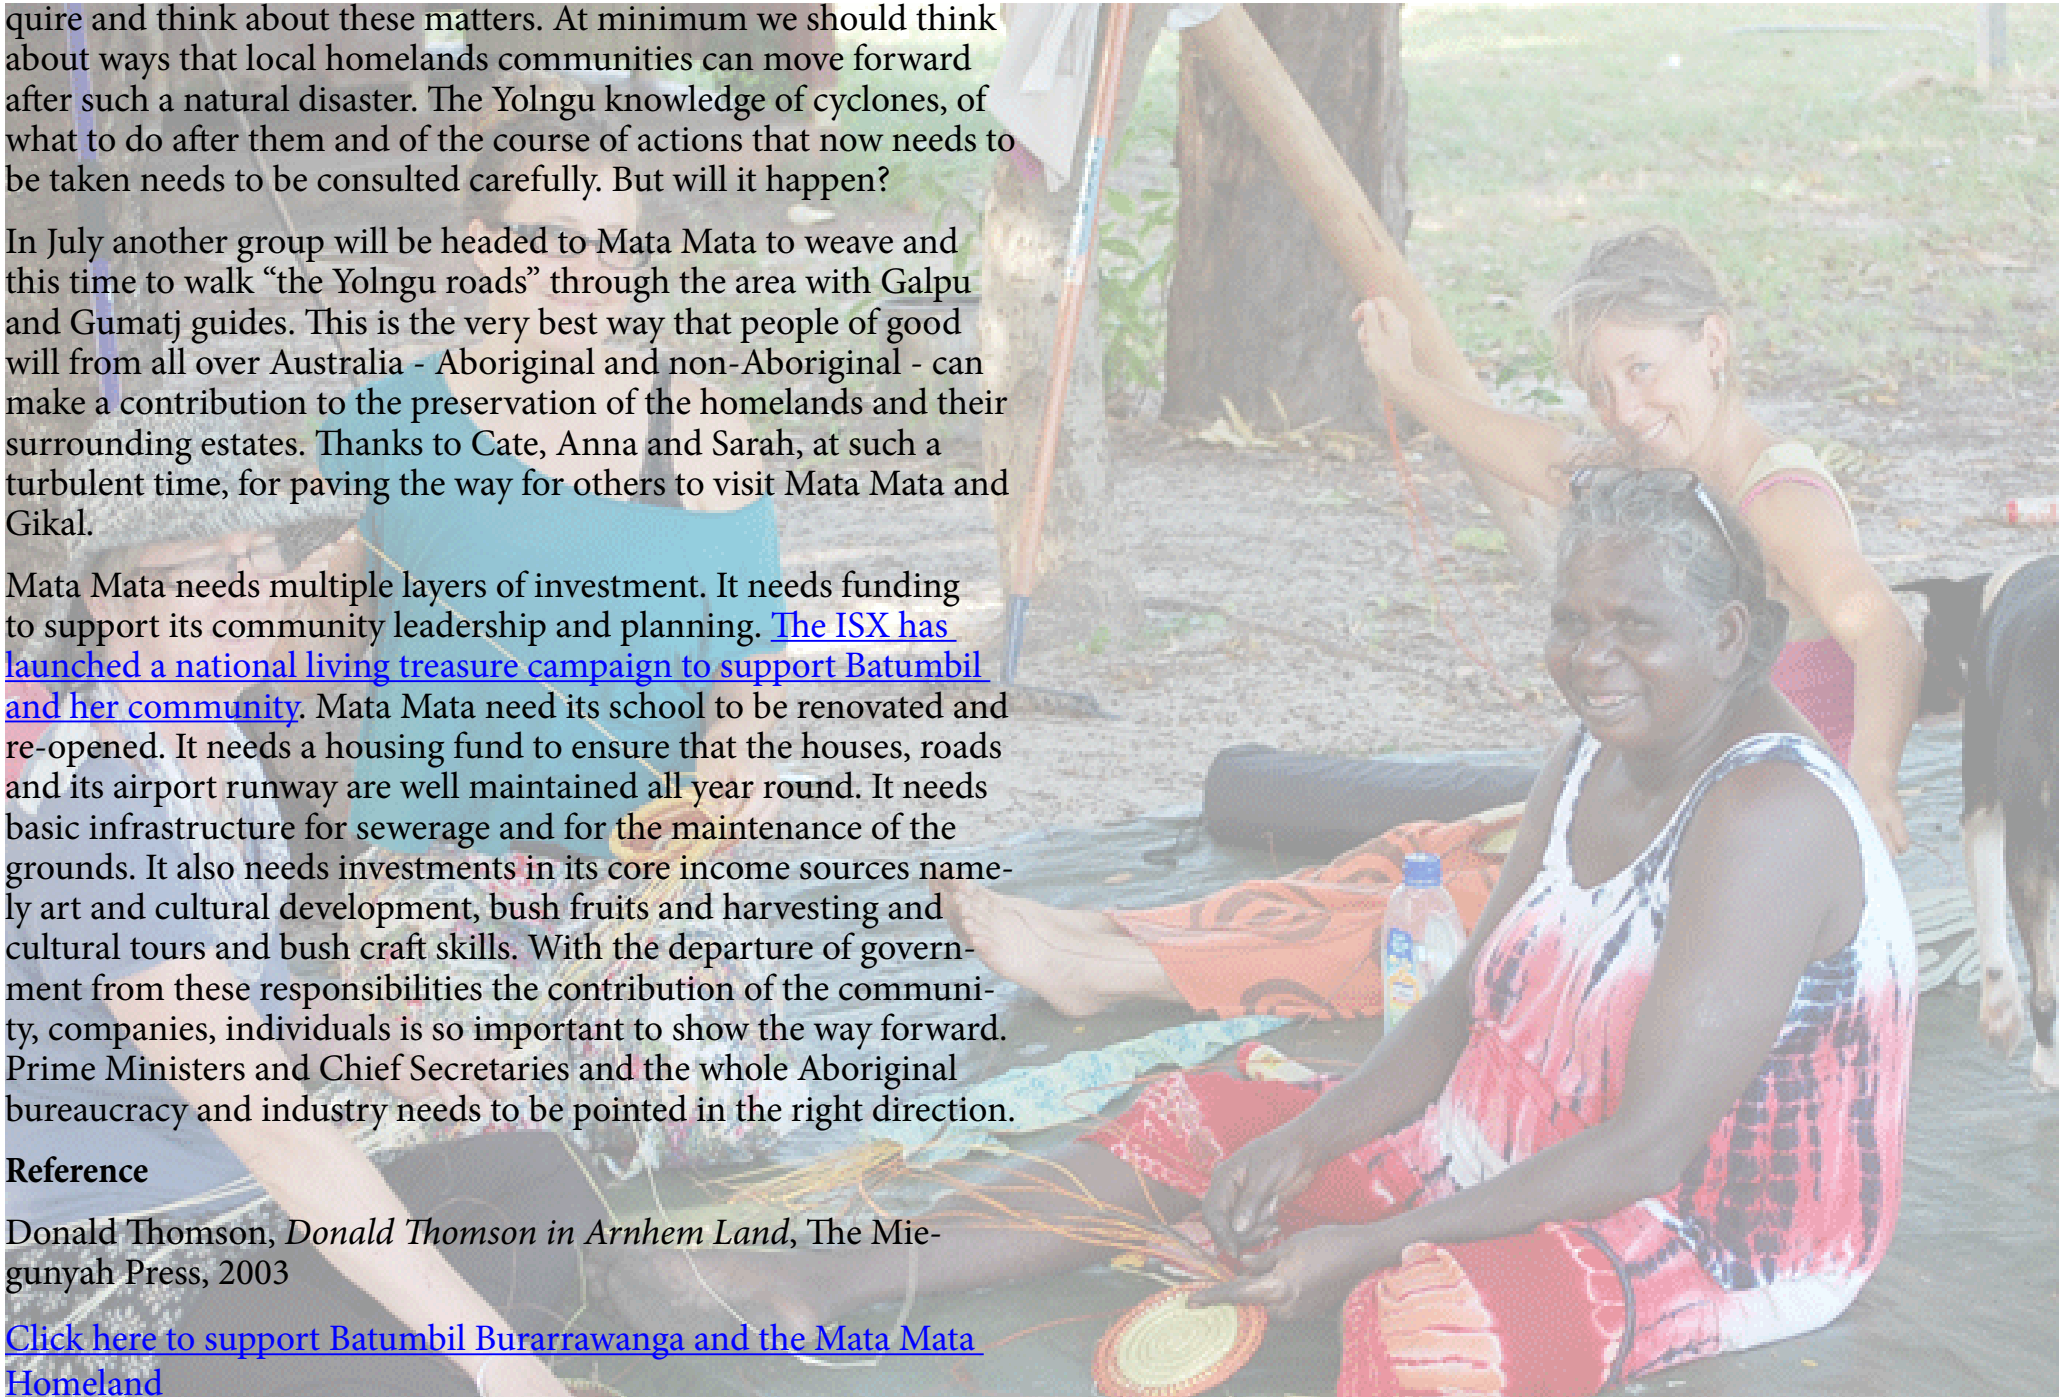 quire and think about these matters. At minimum we should think
about ways that local homelands communities can move forward
after such a natural disaster. The Yolngu knowledge of cyclones, of
what to do after them and of the course of actions that now needs to
be taken needs to be consulted carefully. But will it happen?
In July another group will be headed to Mata Mata to weave and
this time to walk “the Yolngu roads” through the area with Galpu
and Gumatj guides. This is the very best way that people of good
will from all over Australia - Aboriginal and non-Aboriginal - can
make a contribution to the preservation of the homelands and their
surrounding estates. Thanks to Cate, Anna and Sarah, at such a
turbulent time, for paving the way for others to visit Mata Mata and
Gikal.
Mata Mata needs multiple layers of investment. It needs funding
to support its community leadership and planning. The ISX has
launched a national living treasure campaign to support Batumbil
and her community. Mata Mata need its school to be renovated and
re-opened. It needs a housing fund to ensure that the houses, roads
and its airport runway are well maintained all year round. It needs
basic infrastructure for sewerage and for the maintenance of the
grounds. It also needs investments in its core income sources name-
ly art and cultural development, bush fruits and harvesting and
cultural tours and bush craft skills. With the departure of govern-
ment from these responsibilities the contribution of the communi-
ty, companies, individuals is so important to show the way forward.
Prime Ministers and Chief Secretaries and the whole Aboriginal
bureaucracy and industry needs to be pointed in the right direction.
Reference
Donald Thomson, Donald Thomson in Arnhem Land, The Mie-
gunyah Press, 2003
Click here to support Batumbil Burarrawanga and the Mata Mata
Homeland